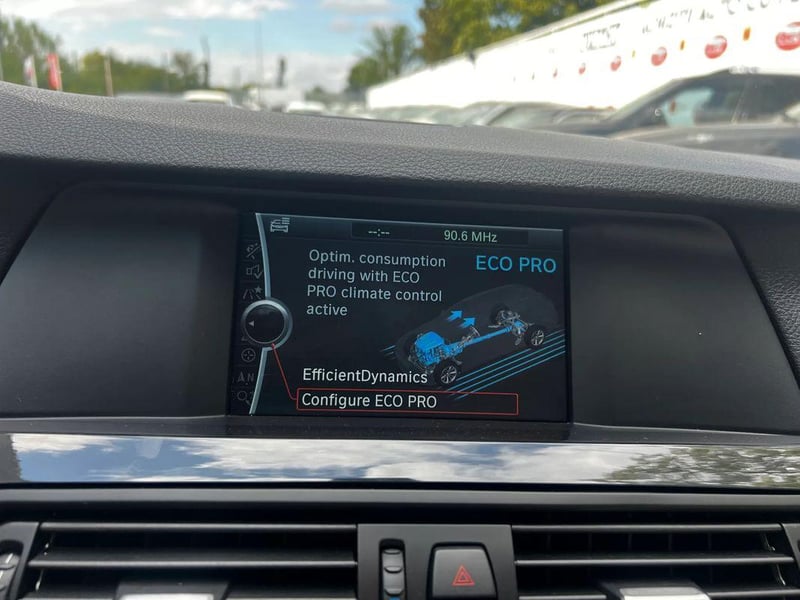 --:-- 90.6 MHz
ECO PRO
Optim. consumption
driving with ECO
PRO climate control
active
EfficientDynamics
Configure ECO PRO